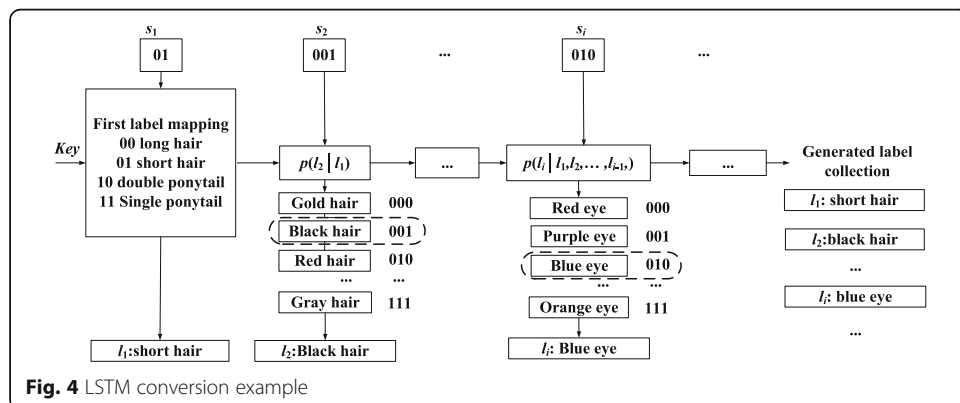 s1
s2
si
01
001
...
010
...
First label mapping
00 long hair
01 short hair
10 double ponytail
11 Single ponytail
Key
p(l2 | l1)
...
p(li | l1,l2,... ,li-1,)
...
Gold hair 000
Black hair 001
Red hair 010
... ...
Gray hair 111
Red eye 000
Purple eye 001
Blue eye 010
... ...
Orange eye 111
l1:short hair
l2:Black hair
li: Blue eye
Generated label
collection
l1: short hair
l2:black hair
...
li: blue eye
...
Fig. 4 LSTM conversion example